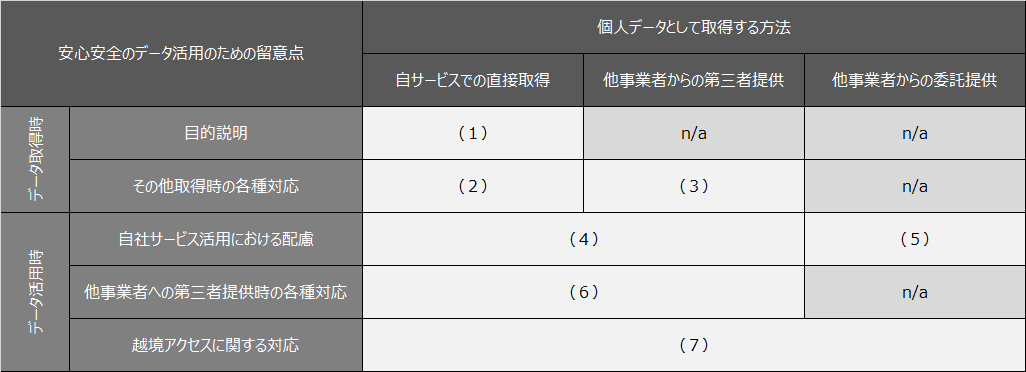 安心安全のデータ活用のための留意点
個人データとして取得する方法
自サービスでの直接取得
他事業者からの第三者提供
他事業者からの委託提供
データ取得時
目的説明
（１）
n/a
n/a
その他取得時の各種対応
（２）
（３）
n/a
データ活用時
自社サービス活用における配慮
（４）
（５）
他事業者への第三者提供時の各種対応
（６）
n/a
越境アクセスに関する対応
（７）